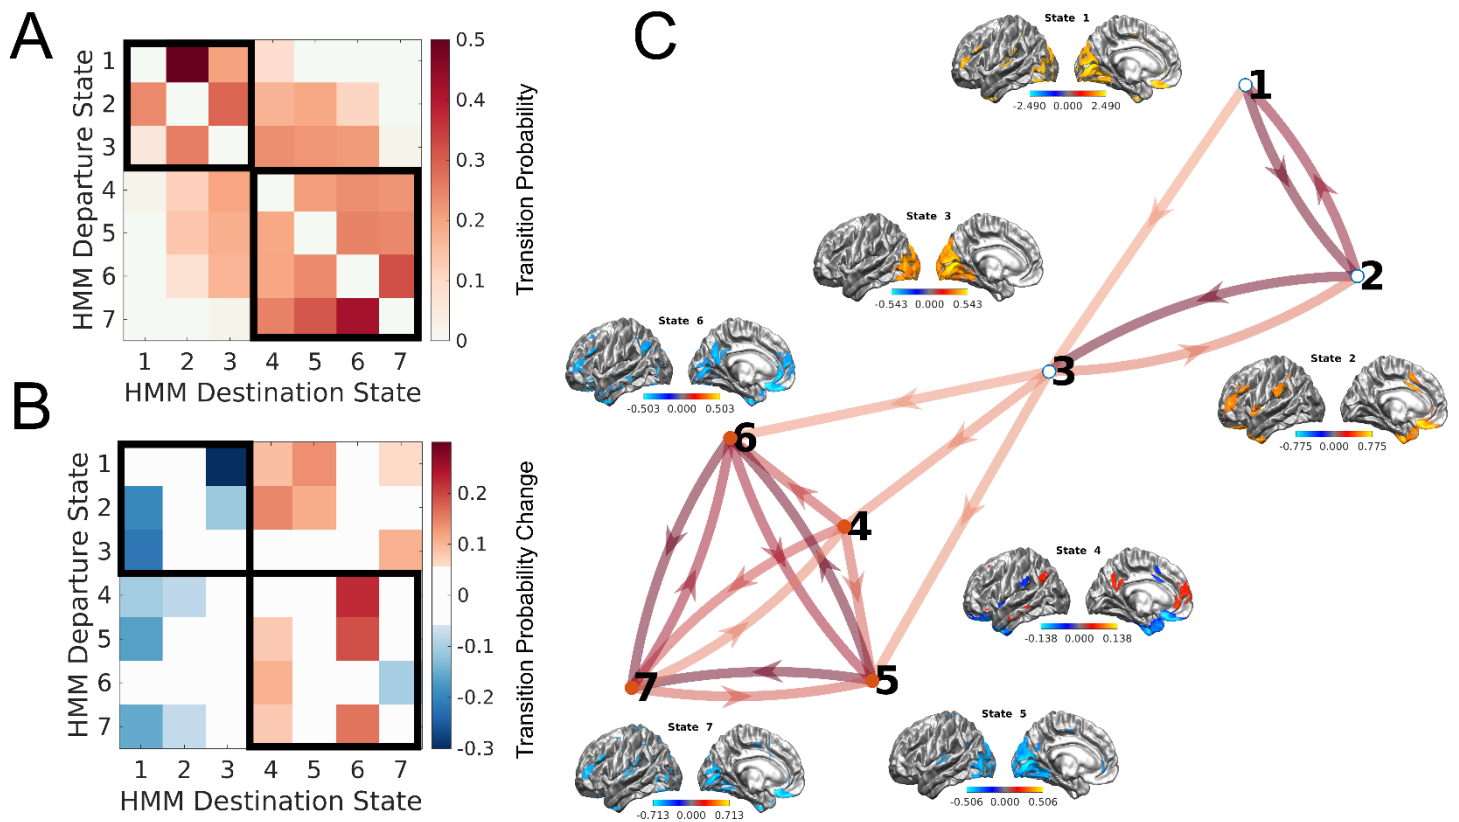 A
HMM Departure State
1
2
3
4
5
6
7
1 2 3 4 5 6 7
HMM Destination State
0.5
0.4
0.3
0.2
0.1
0
Transition Probability
B
HMM Departure State
1
2
3
4
5
6
7
1 2 3 4 5 6 7
HMM Destination State
0.2
0.1
0
-0.1
-0.2
-0.3
Transition Probability Change
C
State 1
-2.490 0.000 2.490
1
2
State 3
-0.543 0.000 0.543
3
State 6
-0.503 0.000 0.503
State 2
-0.775 0.000 0.775
6
4
State 4
-0.138 0.000 0.138
7
5
State 7
-0.713 0.000 0.713
State 5
-0.506 0.000 0.506